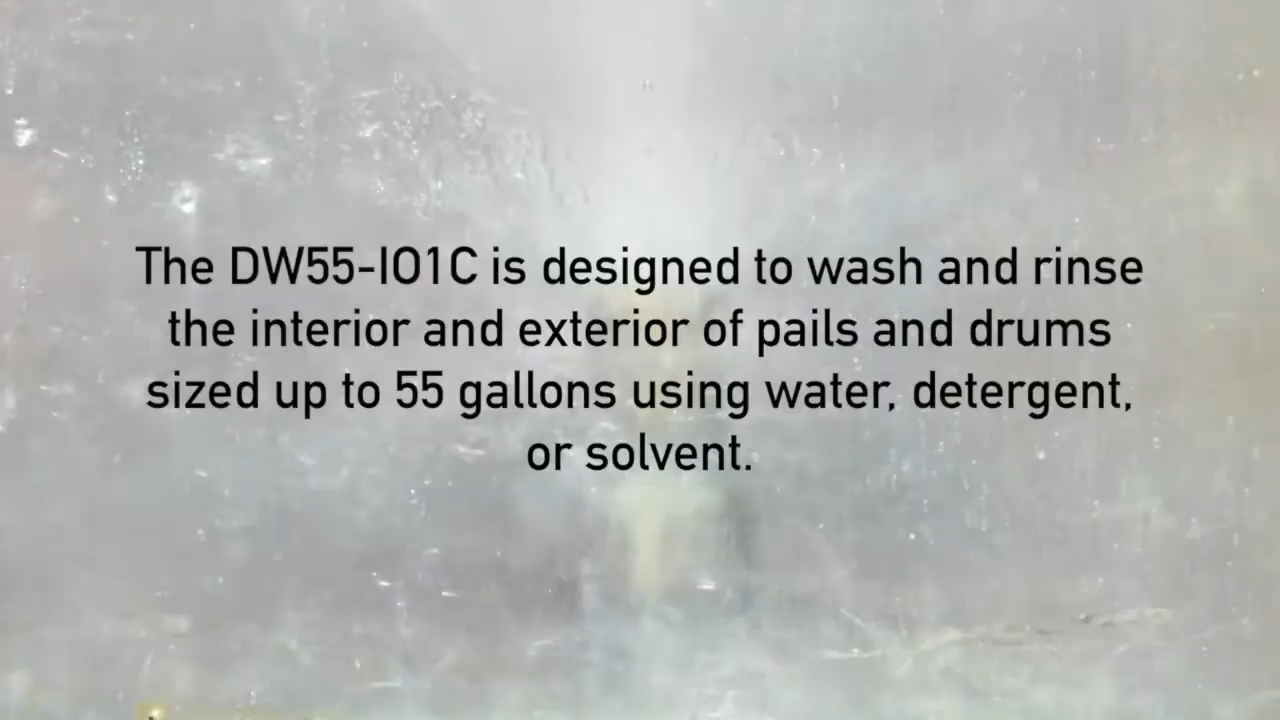 The DW55-IO1C is designed to wash and rinse
the interior and exterior of pails and drums
sized up to 55 gallons using water, detergent,
or solvent.